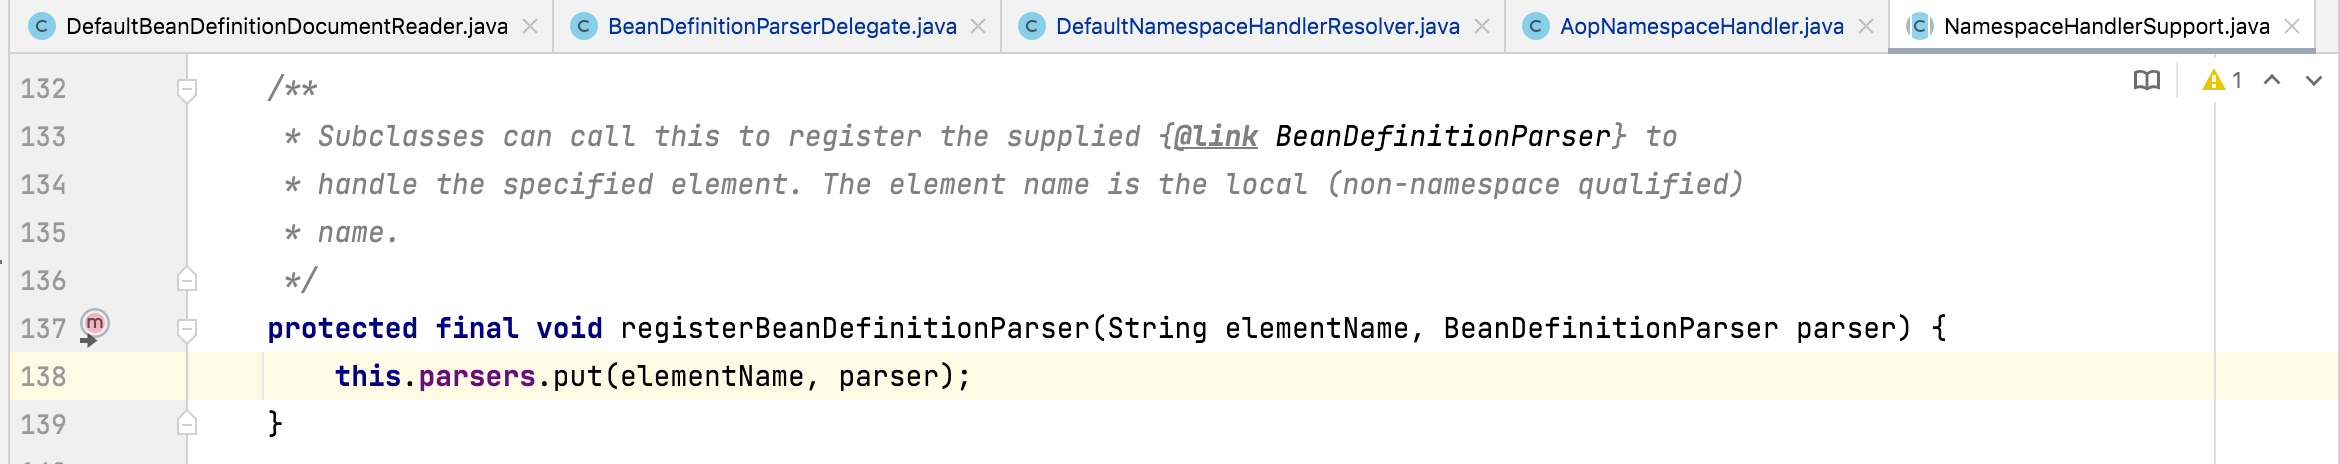 DefaultBeanDefinitionDocumentReader.java BeanDefinitionParserDelegate.java DefaultNamespaceHandlerResolver.java AopNamespaceHandler.java NamespaceHandlerSupport.java
132 /** 1
133 * Subclasses can call this to register the supplied {@link BeanDefinitionParser} to
134 * handle the specified element. The element name is the local (non-namespace qualified)
135 * name.
136 */
137 protected final void registerBeanDefinitionParser(String elementName, BeanDefinitionParser parser) {
138 this.parsers.put(elementName, parser);
139 }